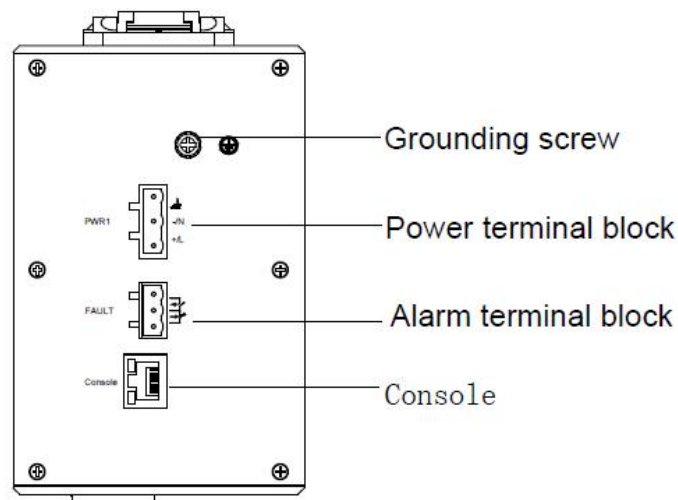 Grounding screw
PWR1
-/N
+/L
Power terminal block
FAULT
Alarm terminal block
Console
Console